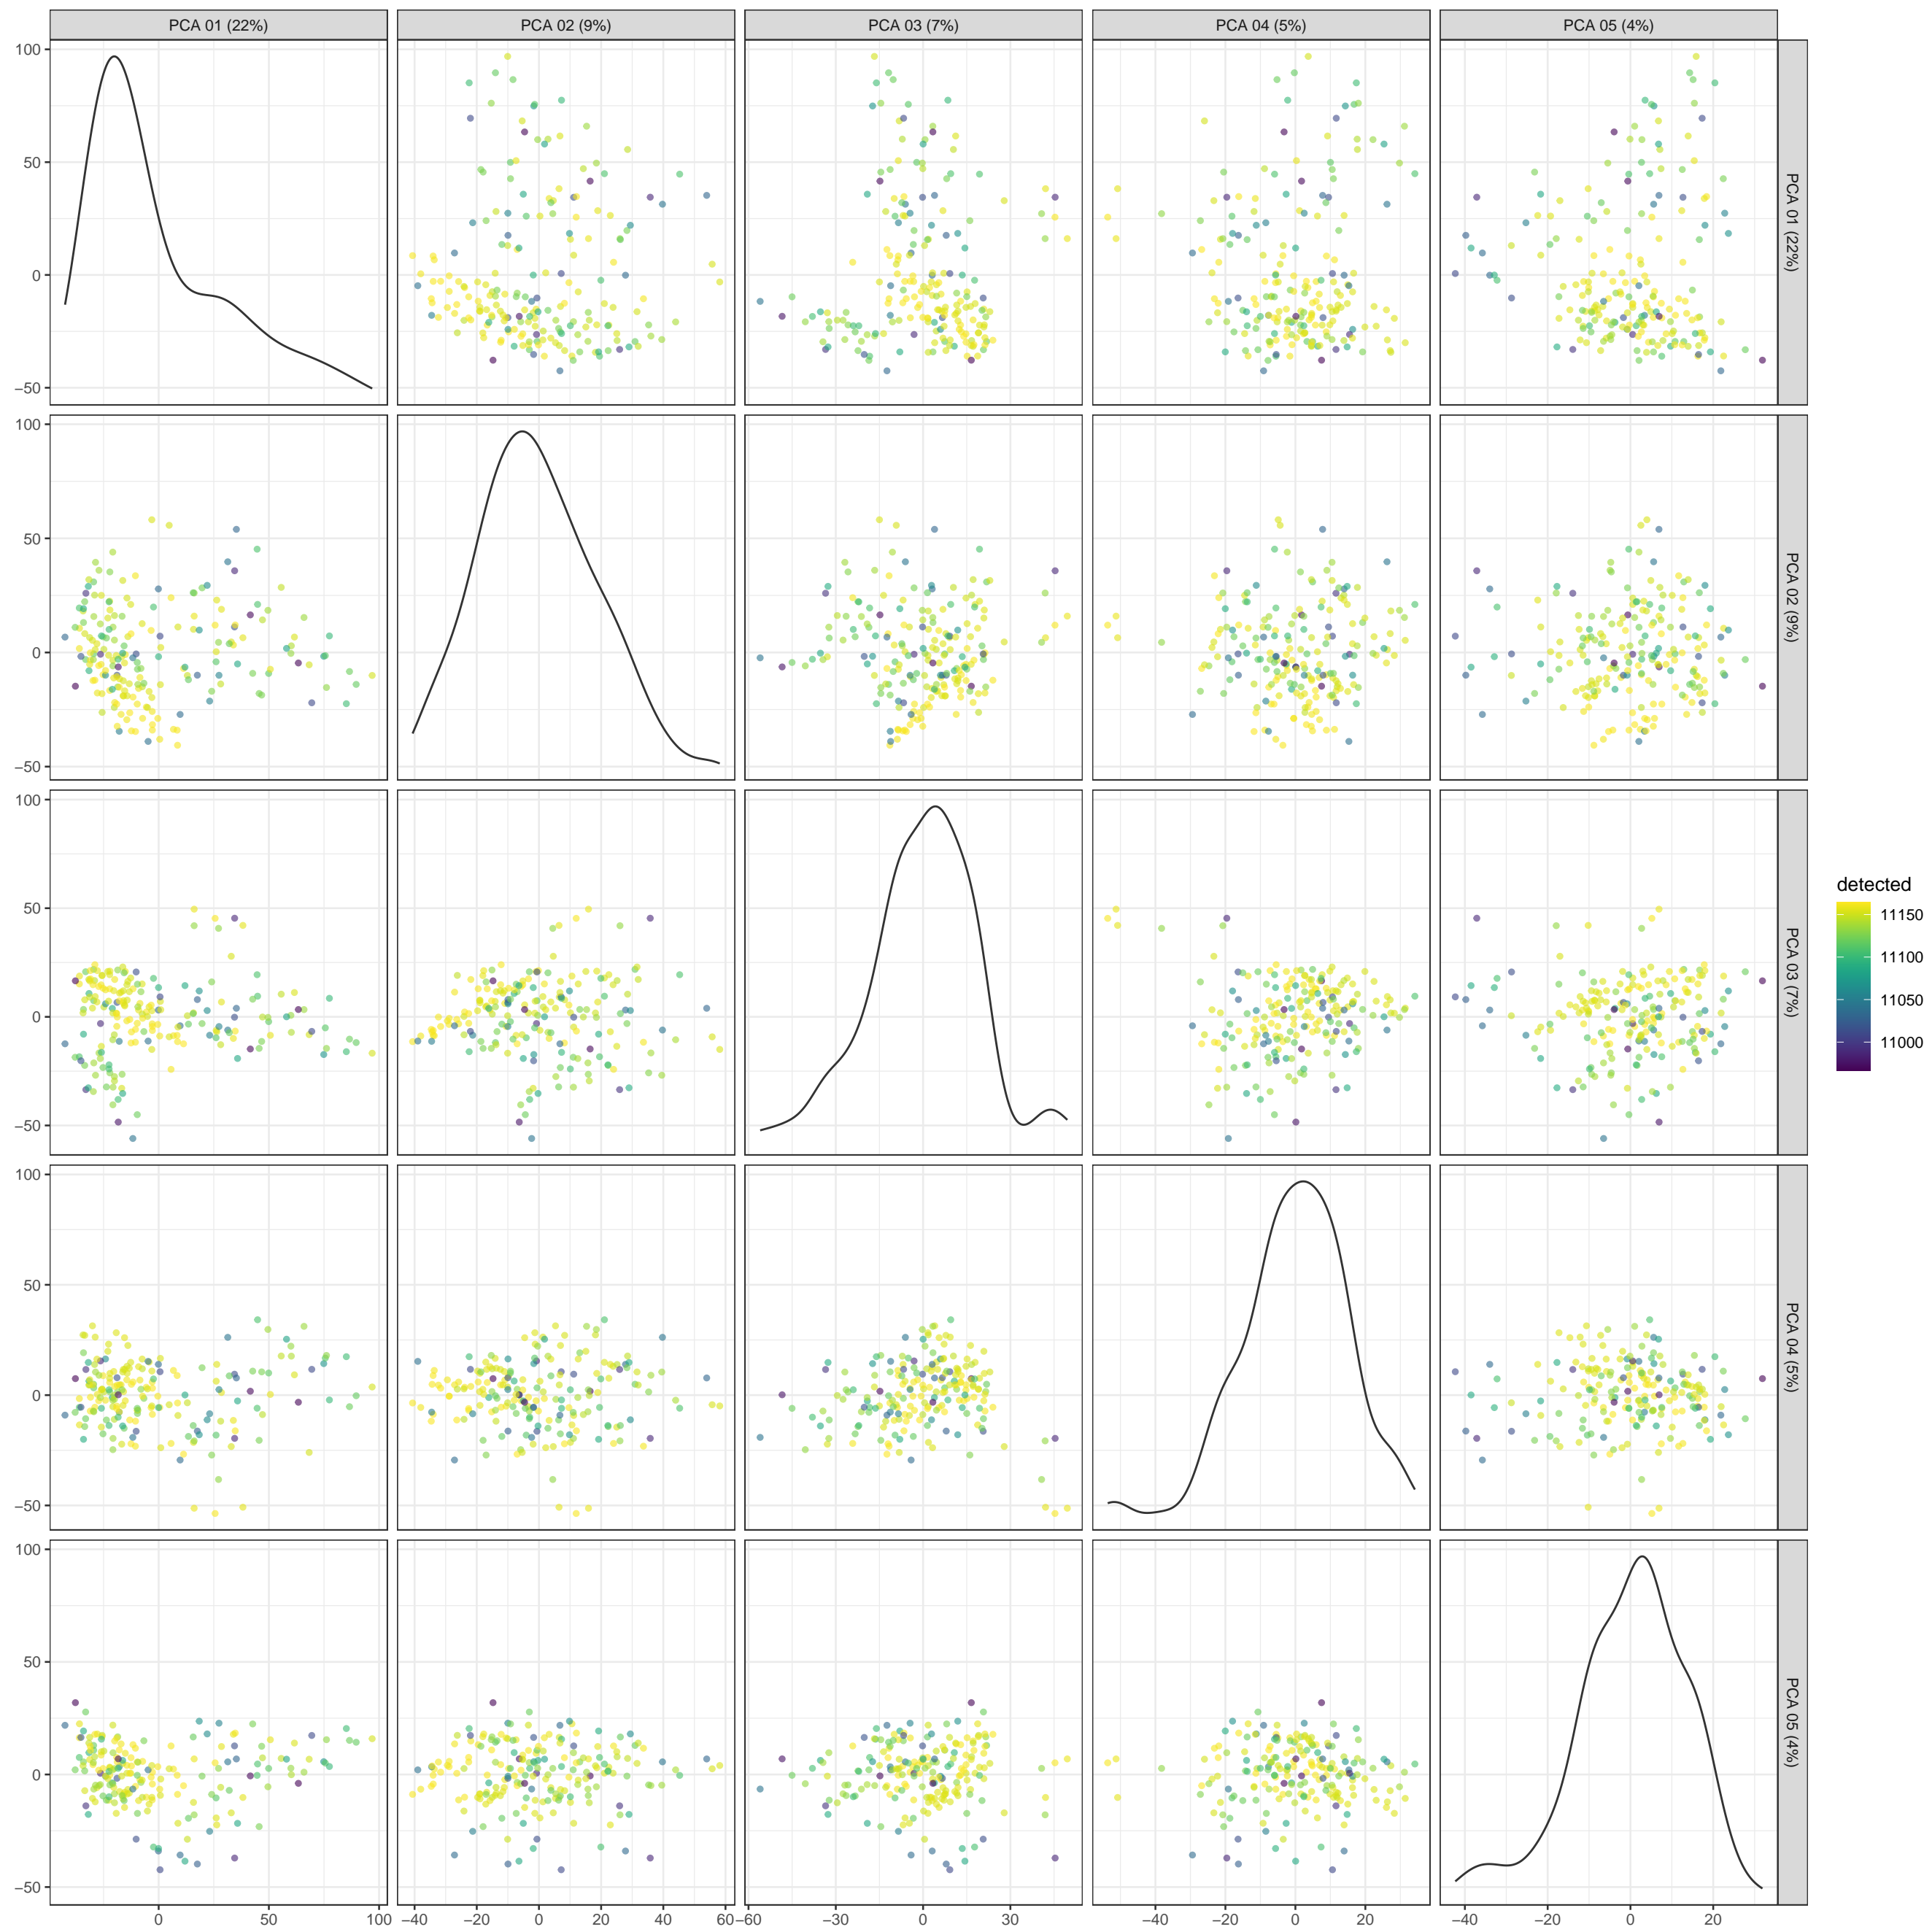 PCA 01 (22%)
PCA 02 (9%)
PCA 03 (7%)
PCA 04 (5%)
PCA 05 (4%)
100
50
0
−50
PCA 01 (22%)
100
50
0
−50
PCA 02 (9%)
100
50
0
−50
PCA 03 (7%)
detected
11150
11100
11050
11000
100
50
0
−50
PCA 04 (5%)
100
50
0
−50
PCA 05 (4%)
0 50 100
−40 −20 0 20 40 60
−60 −30 0 30
−40 −20 0 20
−40 −20 0 20